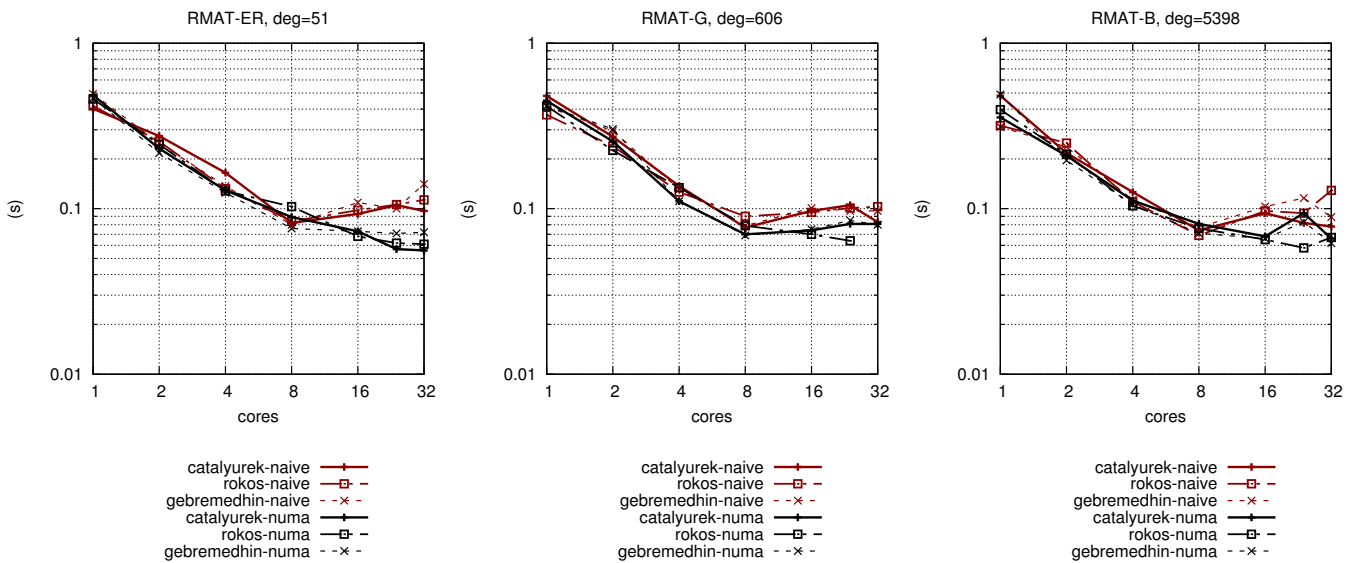 RMAT-ER, deg=51
1
0.1
0.01
(s)
1 2 4 8 16 32
cores
catalyurek-naive
rokos-naive
gebremedhin-naive
catalyurek-numa
rokos-numa
gebremedhin-numa
RMAT-G, deg=606
1
0.1
0.01
(s)
1 2 4 8 16 32
cores
catalyurek-naive
rokos-naive
gebremedhin-naive
catalyurek-numa
rokos-numa
gebremedhin-numa
RMAT-B, deg=5398
1
0.1
0.01
(s)
1 2 4 8 16 32
cores
catalyurek-naive
rokos-naive
gebremedhin-naive
catalyurek-numa
rokos-numa
gebremedhin-numa